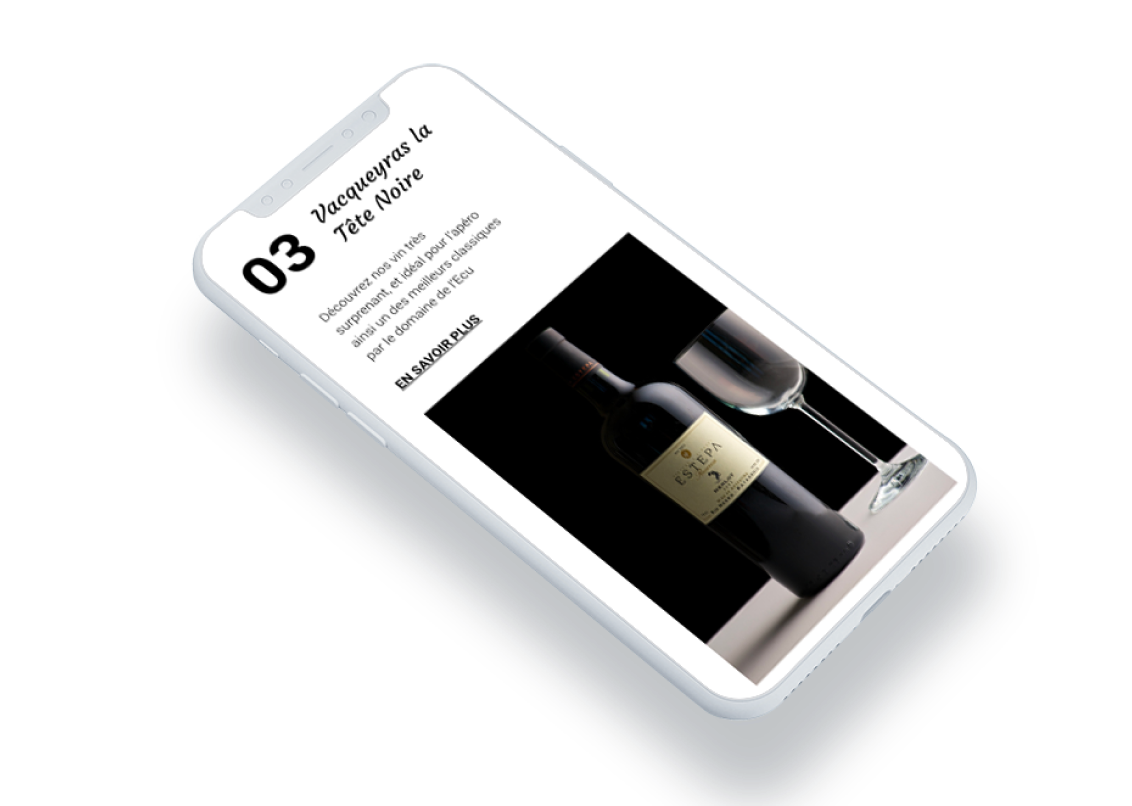 03
Vacqueyras la
Tête Noire
Découvrez nos vin très
surprenant, et idéal pour l'apéro
ainsi un des meilleurs classiques
par le domaine de l'Ecu
EN SAVOIR PLUS
ESTEPA
MERLOT